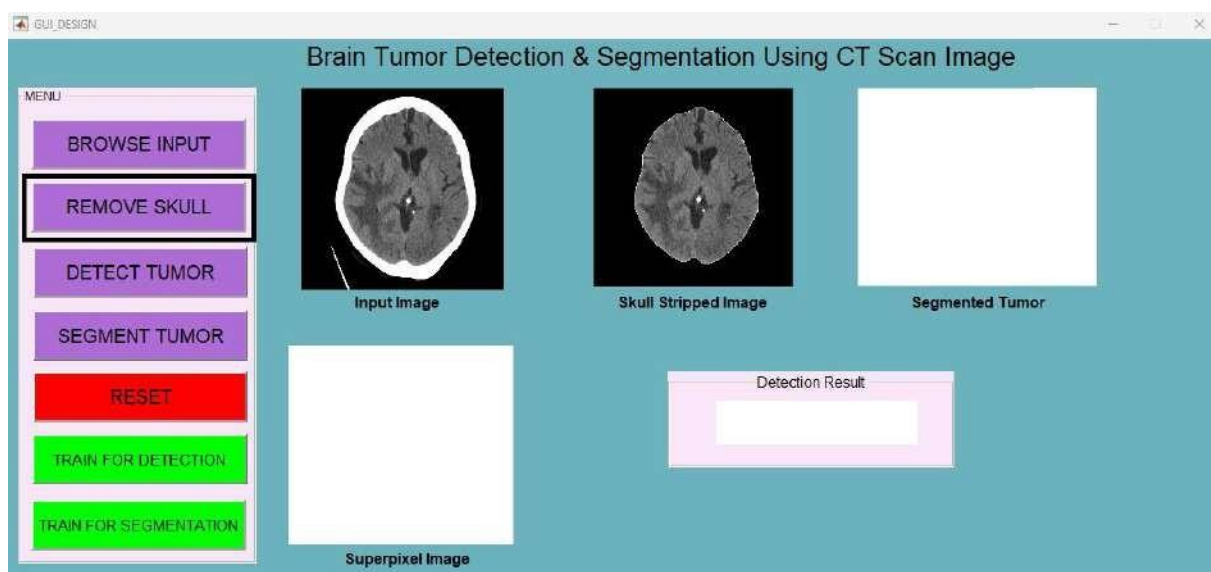 GUI_DESIGN
Brain Tumor Detection & Segmentation Using CT Scan Image
MENU
BROWSE INPUT
REMOVE SKULL
DETECT TUMOR
SEGMENT TUMOR
RESET
TRAIN FOR DETECTION
TRAIN FOR SEGMENTATION
Input Image
Skull Stripped Image
Segmented Tumor
Detection Result
Superpixel Image